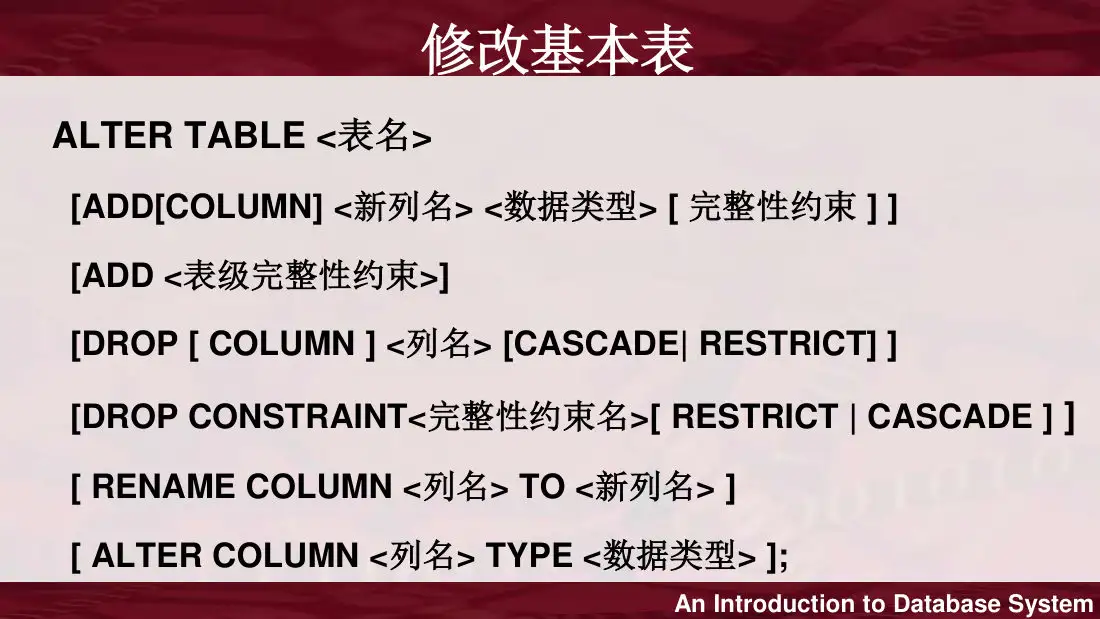 修改基本表
ALTER TABLE <表名>
[ADD[COLUMN] <新列名> <数据类型> [ 完整性约束 ] ]
[ADD <表级完整性约束>]
[DROP [ COLUMN ] <列名> [CASCADE| RESTRICT] ]
[DROP CONSTRAINT<完整性约束名>[ RESTRICT | CASCADE ] ]
[ RENAME COLUMN <列名> TO <新列名> ]
[ ALTER COLUMN <列名> TYPE <数据类型> ];
An Introduction to Database System